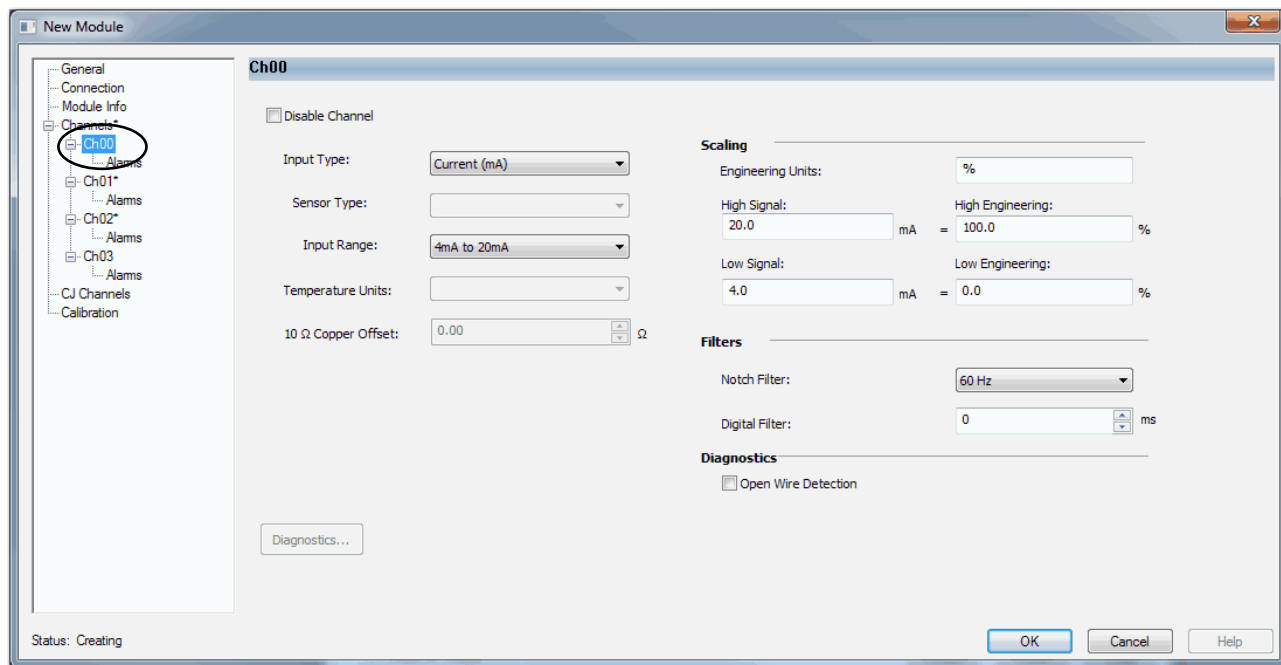 New Module
General
Connection
Module Info
Channels*
Ch00
Alarms
Ch01*
Alarms
Ch02*
Alarms
Ch03
Alarms
CJ Channels
Calibration
Ch00
Disable Channel
Input Type: Current (mA)
Sensor Type:
Input Range: 4mA to 20mA
Temperature Units:
10 Ω Copper Offset: 0.00 Ω
Diagnostics...
Scaling
Engineering Units: %
High Signal: High Engineering:
20.0 mA = 100.0 %
Low Signal: Low Engineering:
4.0 mA = 0.0 %
Filters
Notch Filter: 60 Hz
Digital Filter: 0 ms
Diagnostics
Open Wire Detection
Status: Creating
OK Cancel Help